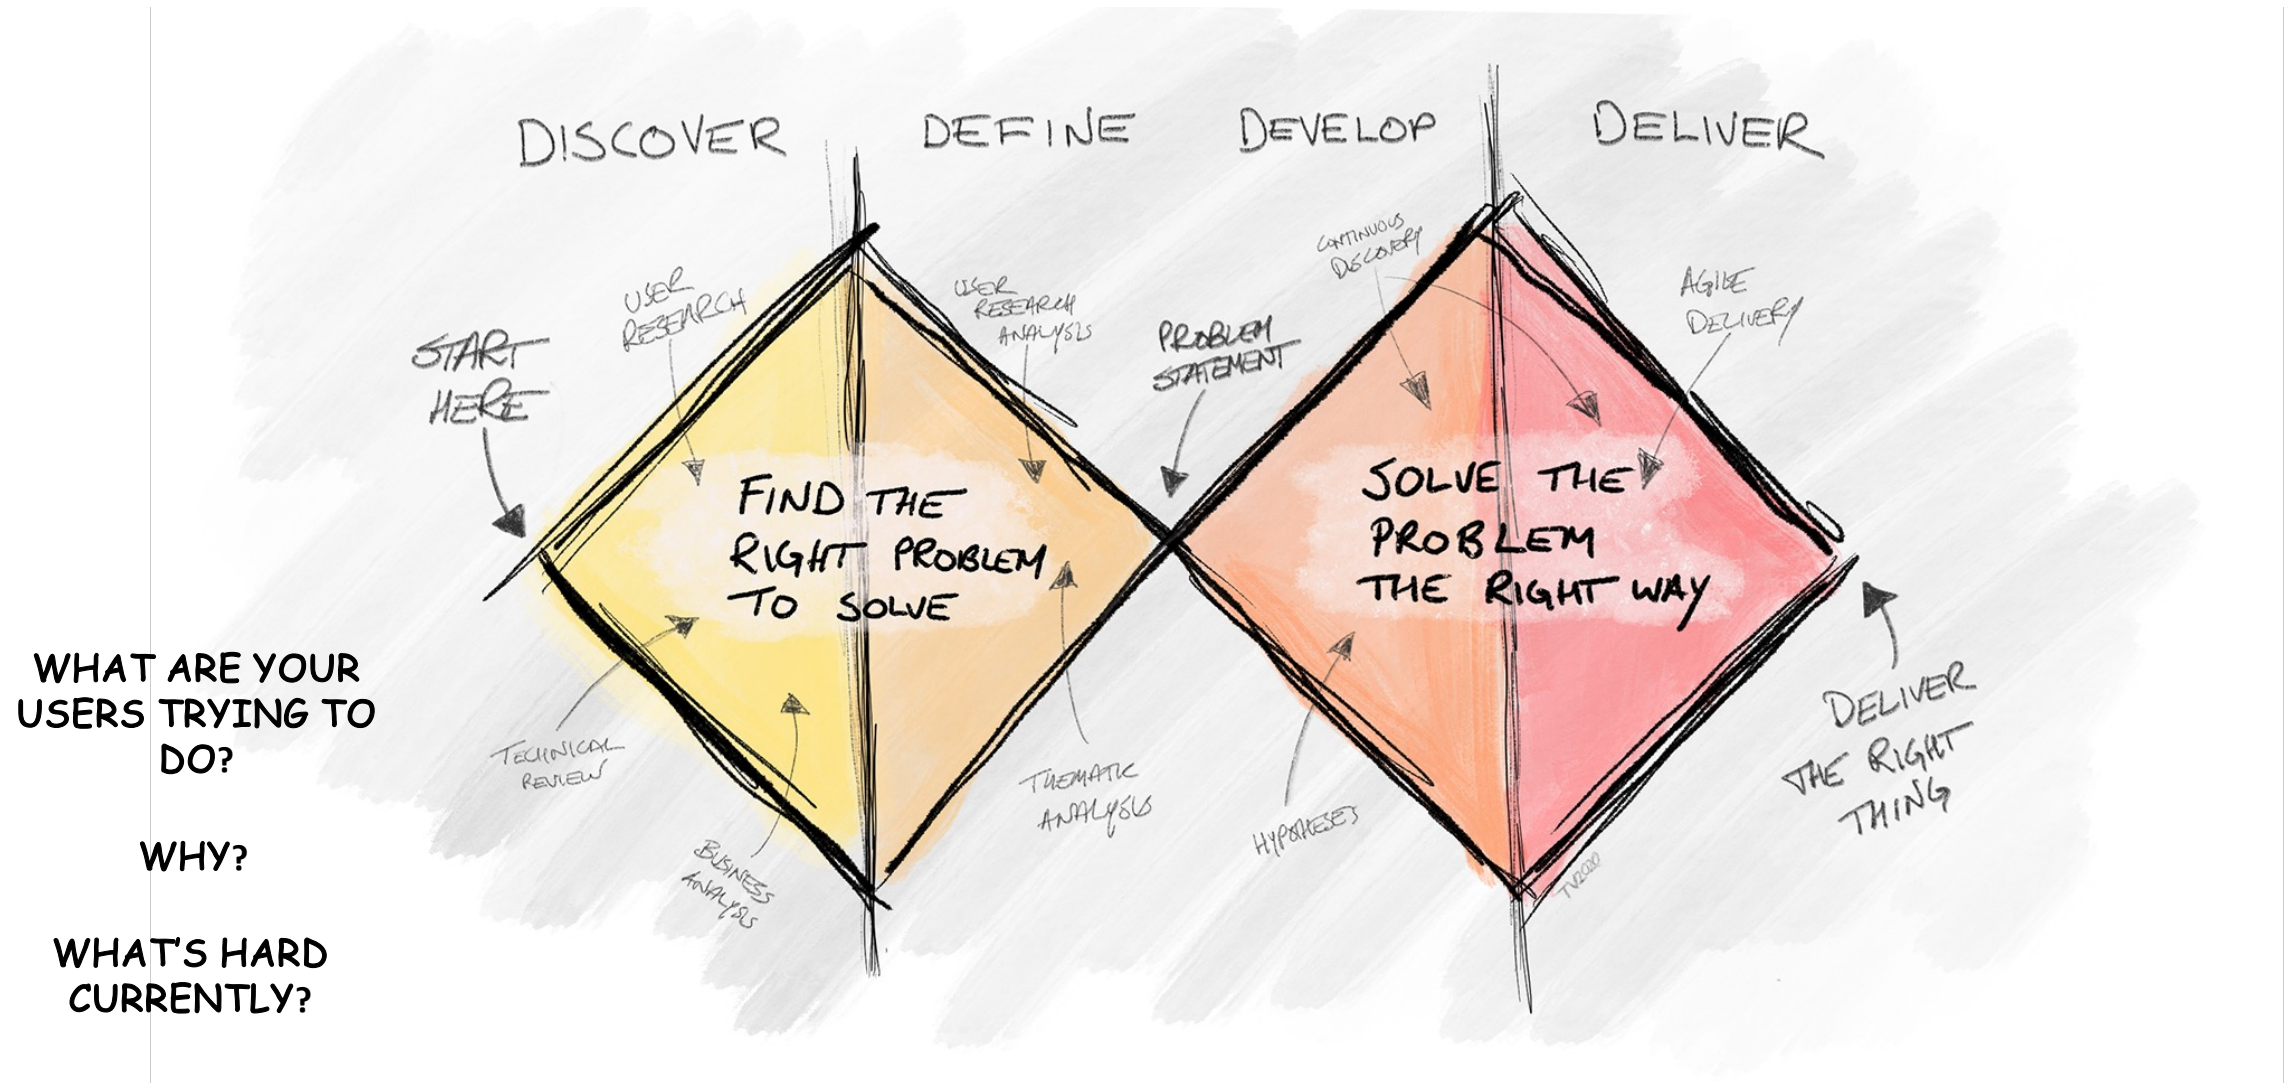 DISCOVER
DEFINE
DEVELOP
DELIVER
START
HERE
USER
RESEARCH
USER
RESEARCH
ANALYSIS
PROBLEM
STATEMENT
CONTINUOUS
DISCOVERY
AGILE
DELIVERY
FIND THE
RIGHT PROBLEM
TO SOLVE
SOLVE THE
PROBLEM
THE RIGHT WAY
TECHNICAL
REVIEW
BUSINESS
ANALYSIS
THEMATIC
ANALYSIS
HYPOTHESES
DELIVER
THE RIGHT
THING
TV2020
WHAT ARE YOUR
USERS TRYING TO
DO?
WHY?
WHAT'S HARD
CURRENTLY?